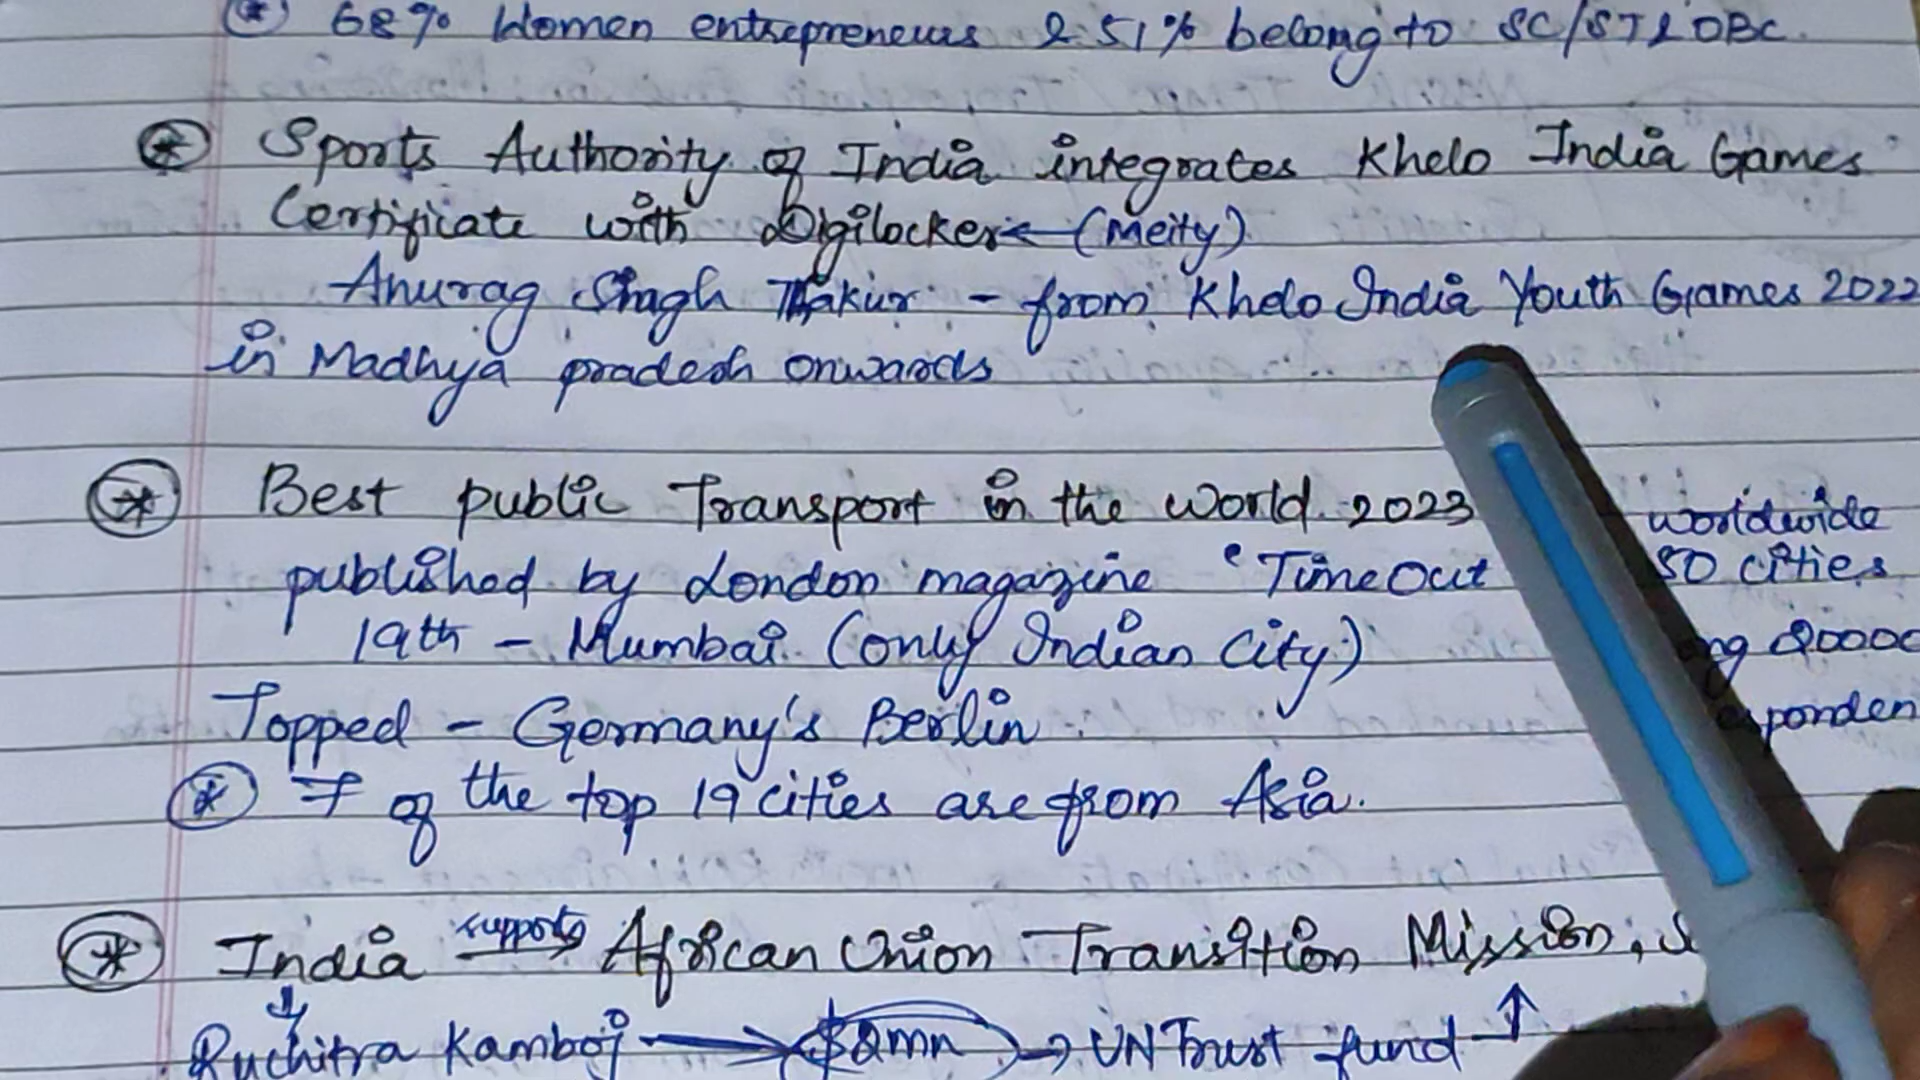 68% Women entrepreneurs & 51% belong to SC/ST & OBC.
Sports Authority of India integrates Khelo India Games
Certificate with Digilocker ← (Meity)
Anurag Singh Thakur - from Khelo India Youth Games 2022
in Madhya pradesh onwards
Best public Transport in the world 2023
worldwide
published by London magazine 'TimeOut
50 cities
19th - Mumbai (only Indian City)
20000
Topped - Germany's Berlin
ponden
7 of the top 19 cities are from Asia.
India supports → African Union Transition Mission,
Ruchitra Kamboj → $2mn → UN Trust fund ↑